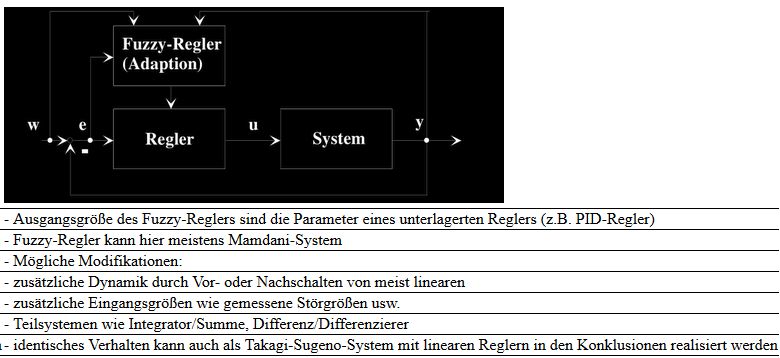 Fuzzy-Regler
(Adaption)
w
e
-
Regler
u
System
y
- Ausgangsgröße des Fuzzy-Reglers sind die Parameter eines unterlagerten Reglers (z.B. PID-Regler)
- Fuzzy-Regler kann hier meistens Mamdani-System
- Mögliche Modifikationen:
- zusätzliche Dynamik durch Vor- oder Nachschalten von meist linearen
- zusätzliche Eingangsgrößen wie gemessene Störgrößen usw.
- Teilsystemen wie Integrator/Summe, Differenz/Differenzierer
- identisches Verhalten kann auch als Takagi-Sugeno-System mit linearen Reglern in den Konklusionen realisiert werden